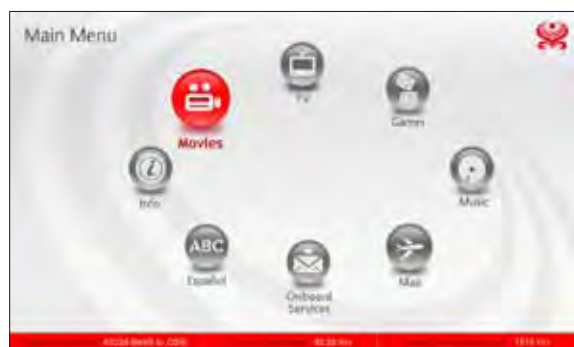 Main Menu
TV
Games
Movies
Info
Music
ABC
Español
Map
Onboard
Services